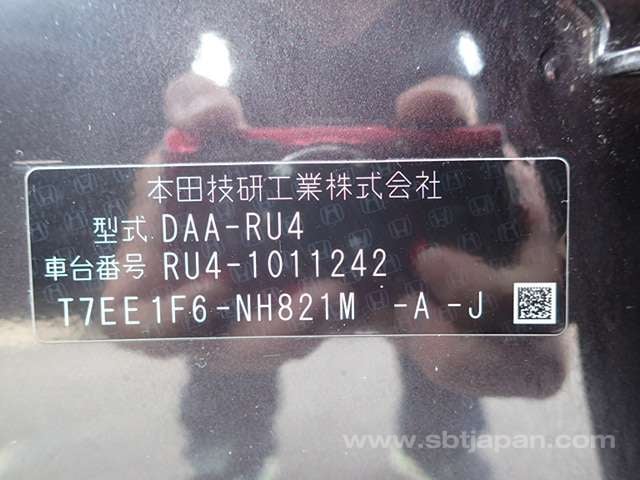 本田技研工業株式会社
型式 DAA-RU4
車台番号 RU4-1011242
T7EE1F6-NH821M -A-J
www.sbtjapan.com